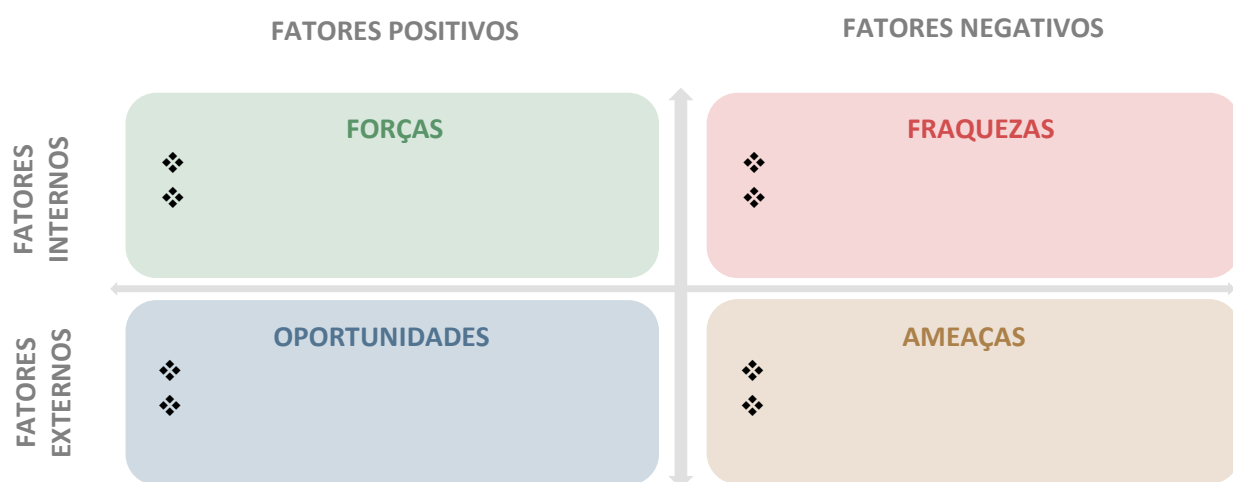 FATORES POSITIVOS
FATORES NEGATIVOS
FATORES
INTERNOS
FORÇAS
❖
❖
FRAQUEZAS
❖
❖
FATORES
EXTERNOS
OPORTUNIDADES
❖
❖
AMEAÇAS
❖
❖